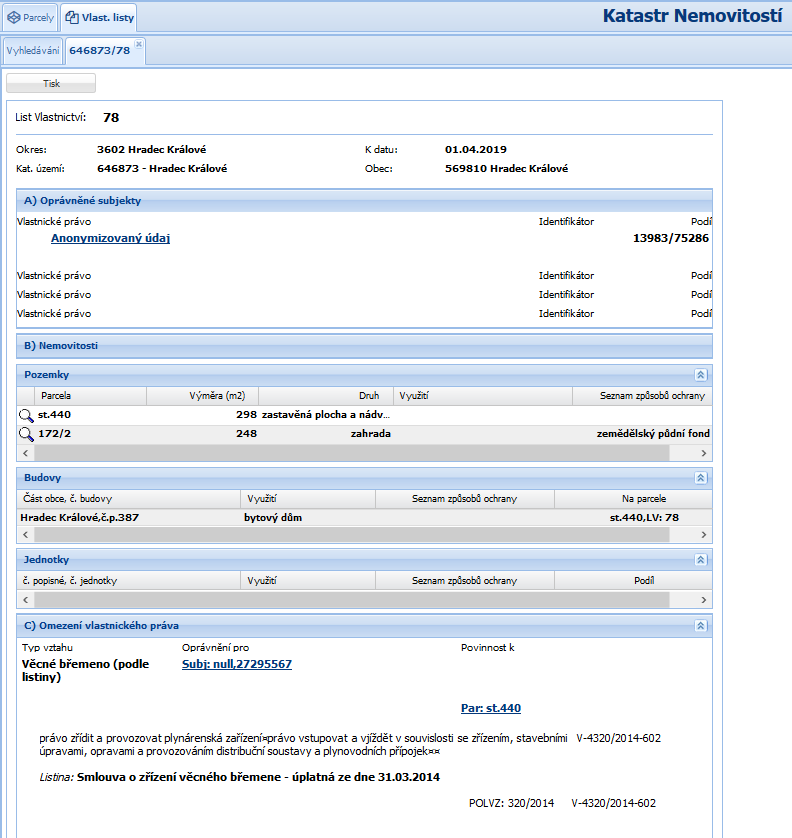 Parcely Vlast. listy Katastr Nemovitostí
Vyhledávání 646873/78
Tisk
List Vlastnictví: 78
Okres: 3602 Hradec Králové K datu: 01.04.2019
Kat. území: 646873 - Hradec Králové Obec: 569810 Hradec Králové
A) Oprávněné subjekty
Vlastnické právo Identifikátor Podí
Anonymizovaný údaj 13983/75286
Vlastnické právo Identifikátor Podí
Vlastnické právo Identifikátor Podí
Vlastnické právo Identifikátor Podí
B) Nemovitosti
Pozemky
Parcela Výměra (m2) Druh Využití Seznam způsobů ochrany
st.440 298 zastavěná plocha a nádv...
172/2 248 zahrada zemědělský půdní fond
Budovy
Část obce, č. budovy Využití Seznam způsobů ochrany Na parcele
Hradec Králové,č.p.387 bytový dům st.440,LV: 78
Jednotky
č. popisné, č. jednotky Využití Seznam způsobů ochrany Podíl
C) Omezení vlastnického práva
Typ vztahu Oprávnění pro Povinnost k
Věcné břemeno (podle Subj: null,27295567
listiny)
Par: st.440
právo zřídit a provozovat plynárenská zařízení¤právo vstupovat a vjíždět v souvislosti se zřízením, stavebními V-4320/2014-602
úpravami, opravami a provozováním distribuční soustavy a plynovodních přípojek¤¤
Listina: Smlouva o zřízení věcného břemene - úplatná ze dne 31.03.2014
POLVZ: 320/2014 V-4320/2014-602